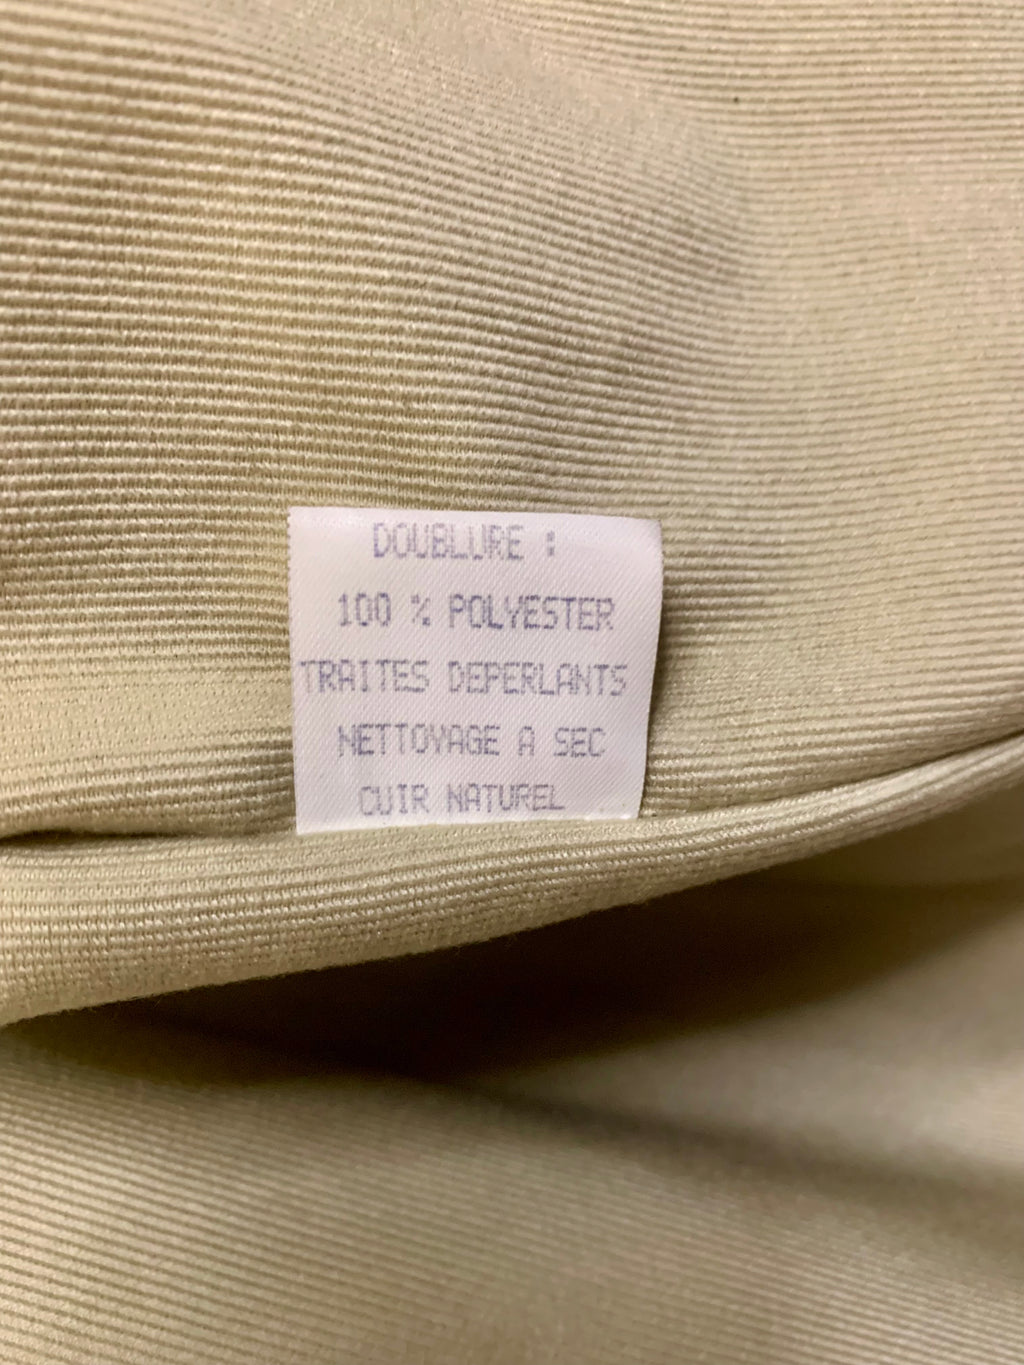 DOUBLURE :
100 % POLYESTER
TRAITES DEPERLANTS
NETTOYAGE A SEC
CUIR NATUREL